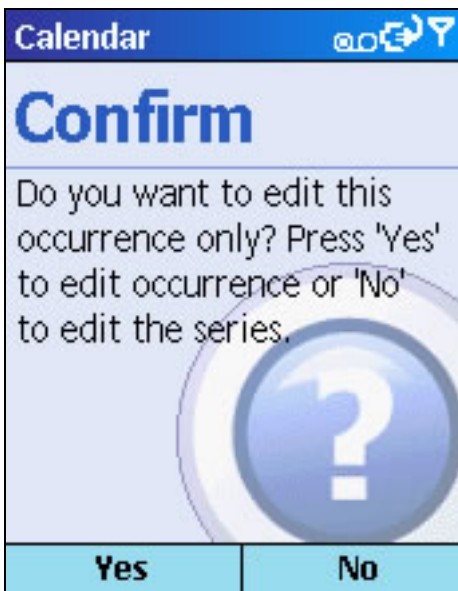 Calendar
Confirm
Do you want to edit this
occurrence only? Press 'Yes'
to edit occurrence or 'No'
to edit the series.
Yes No